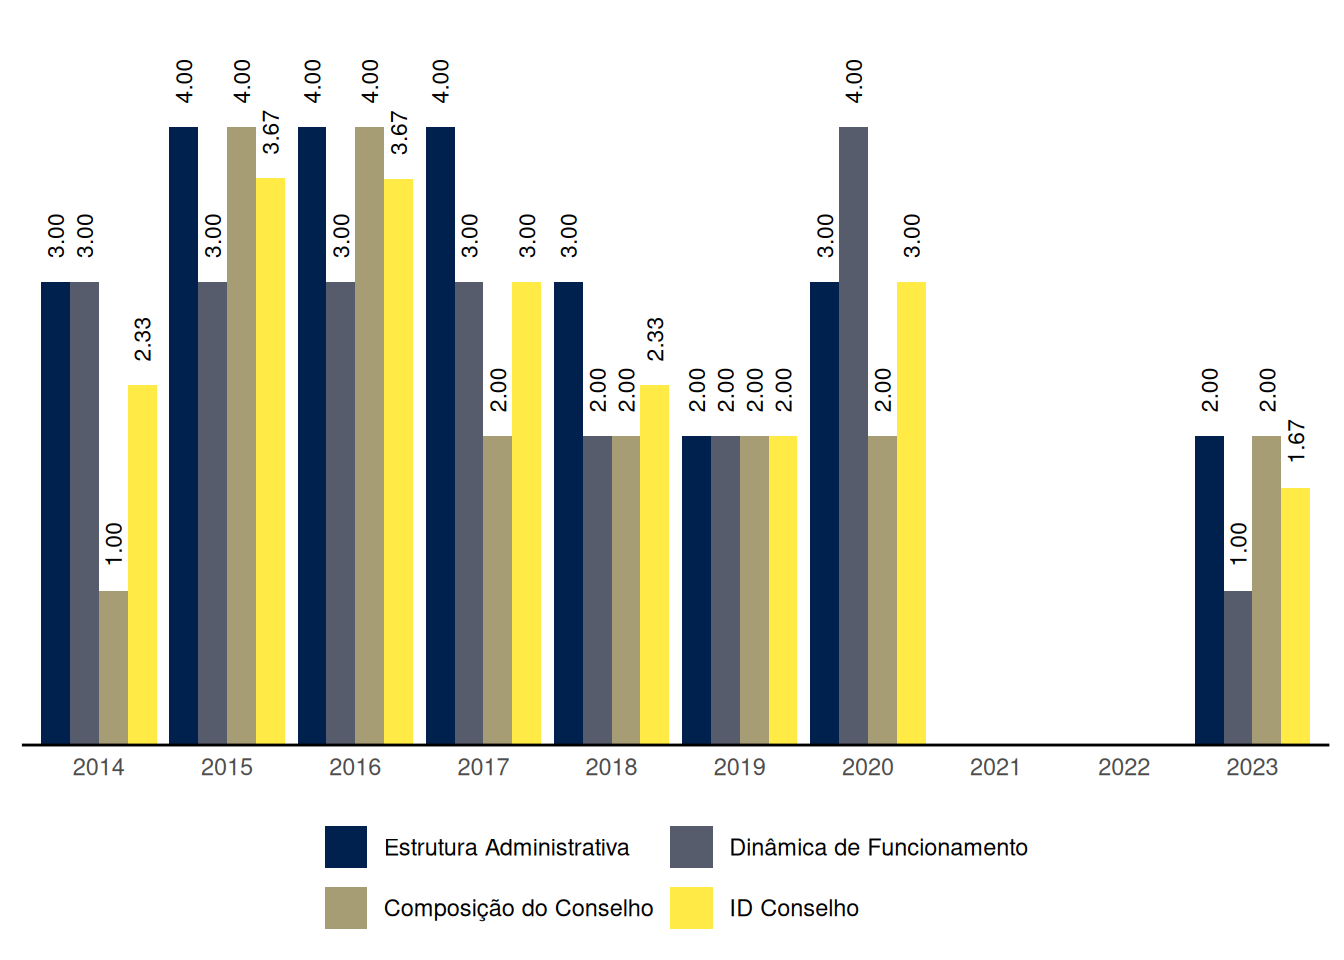 4.00 4.00 4.00 4.00 4.00 4.00
3.67 3.67
3.00 3.00 3.00 3.00 3.00 3.00 3.00 3.00 3.00
2.33 2.33
2.00 2.00 2.00 2.00 2.00 2.00 2.00 2.00 2.00 2.00
1.67
1.00 1.00
2014 2015 2016 2017 2018 2019 2020 2021 2022 2023
Estrutura Administrativa Dinâmica de Funcionamento
Composição do Conselho ID Conselho